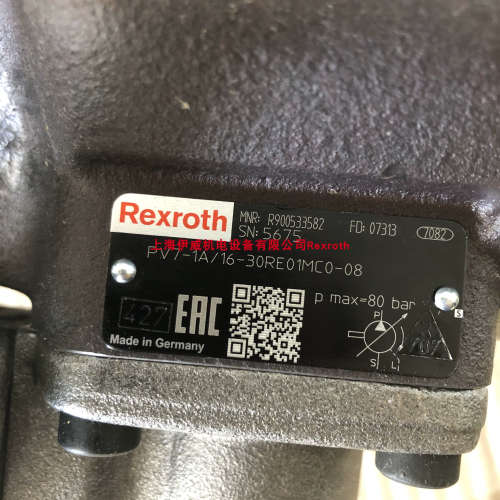 Rexroth
MNR: R900533582 FD: 07313 7082
SN: 5675
上海伊威机电设备有限公司Rexroth
PV7-1A/16-30RE01MC0-08
427 EAC p max=80 bar
P
S
S L
Made in Germany